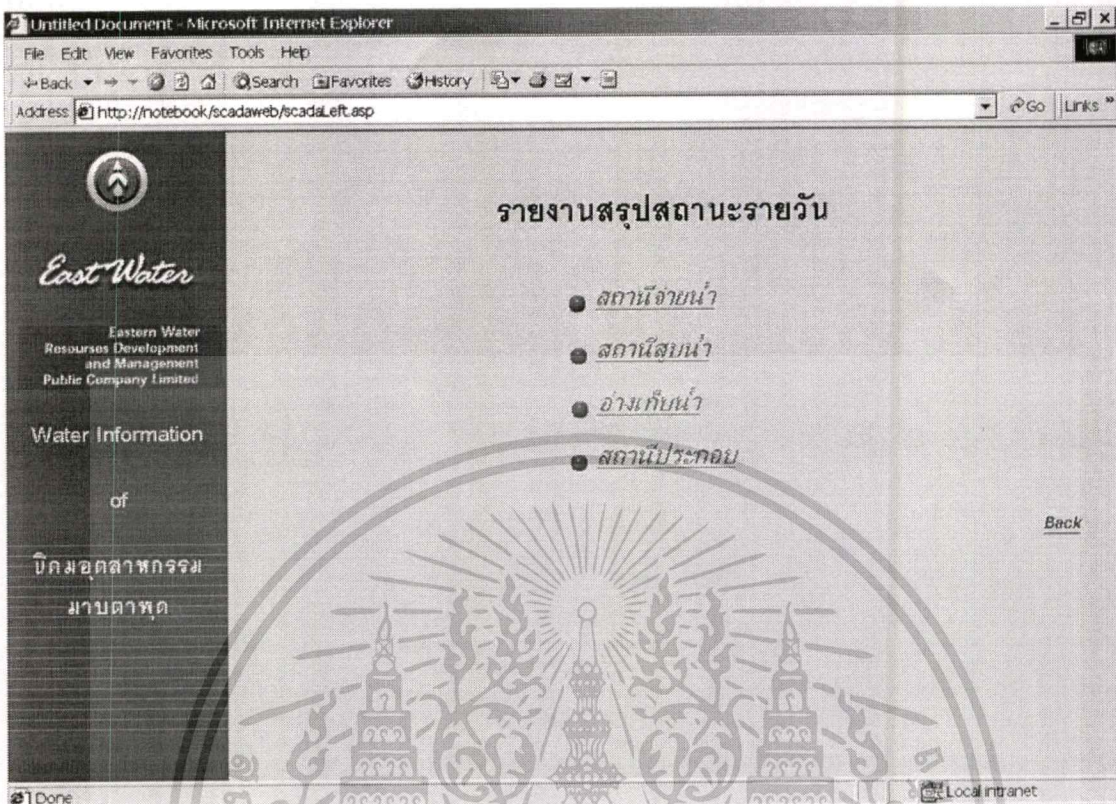 Untitled Document - Microsoft Internet Explorer
File Edit View Favorites Tools Help
Back Search Favorites History
Address http://notebook/scadaweb/scadaLeft.asp Go Links »
East Water
Eastern Water
Resourses Development
and Management
Public Company Limited
Water Information
of
นิคมอุตสาหกรรม
มาบตาพุด
รายงานสรุปสถานะรายวัน
สถานีจ่ายน้ำ
สถานีสูบน้ำ
อ่างเก็บน้ำ
สถานีประกอบ
Back
Done
Local intranet